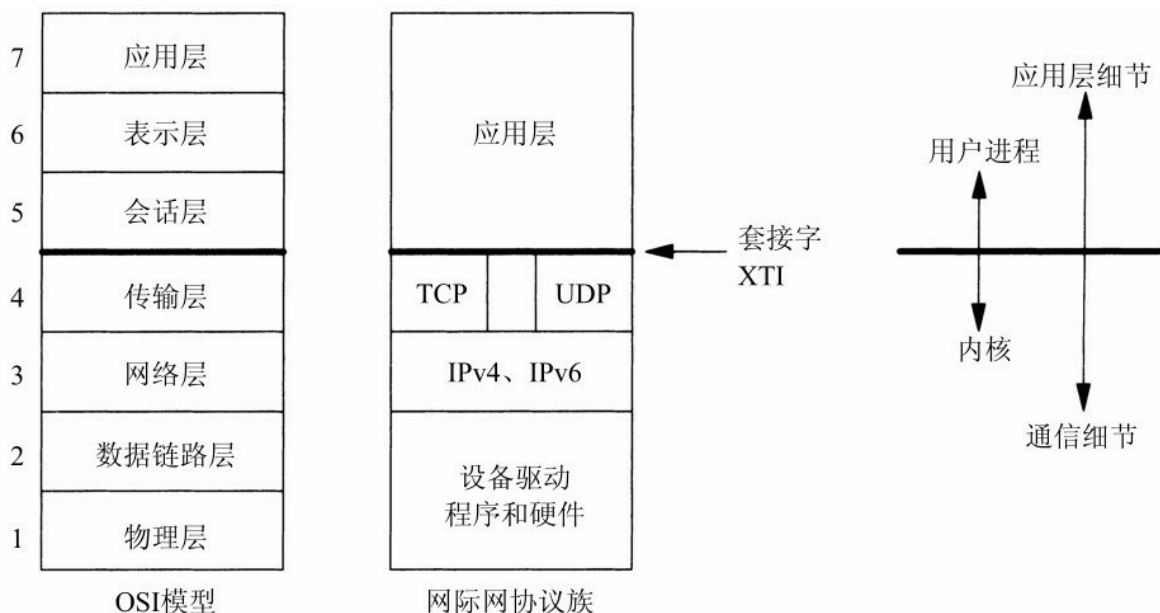 7
应用层
6
表示层
5
会话层
4
传输层
3
网络层
2
数据链路层
1
物理层
OSI模型
应用层
TCP
UDP
IPv4、IPv6
设备驱动
程序和硬件
网际网协议族
套接字
XTI
应用层细节
用户进程
内核
通信细节